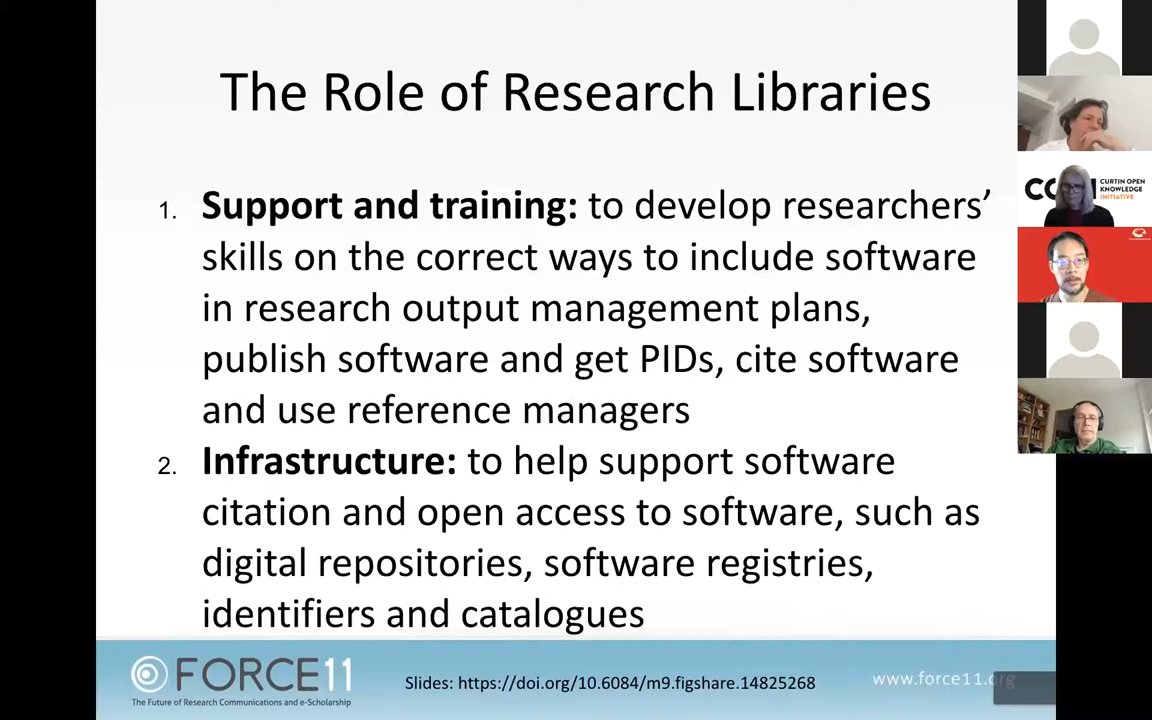 The Role of Research Libraries
1. Support and training: to develop researchers’
skills on the correct ways to include software
in research output management plans,
publish software and get PIDs, cite software
and use reference managers
2. Infrastructure: to help support software
citation and open access to software, such as
digital repositories, software registries,
identifiers and catalogues
FORCE11
The Future of Research Communications and e-Scholarship
Slides: https://doi.org/10.6084/m9.figshare.14825268
www.force11.org
CURTIN OPEN
KNOWLEDGE
INITIATIVE